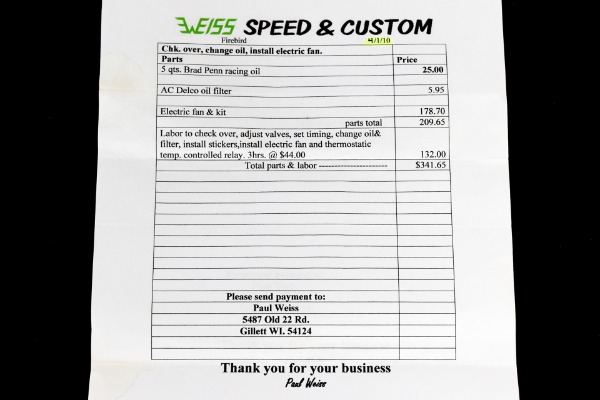 WEISS SPEED & CUSTOM
Firebird 4/1/10
Chk. over, change oil, install electric fan.
Parts Price
5 qts. Brad Penn racing oil 25.00
AC Delco oil filter 5.95
Electric fan & kit 178.70
parts total 209.65
Labor to check over, adjust valves, set timing, change oil&
filter, install stickers,install electric fan and thermostatic
temp. controlled relay. 3hrs. @ $44.00 132.00
Total parts & labor ---------------------- $341.65
Please send payment to:
Paul Weiss
5487 Old 22 Rd.
Gillett WI. 54124
Thank you for your business
Paul Weiss